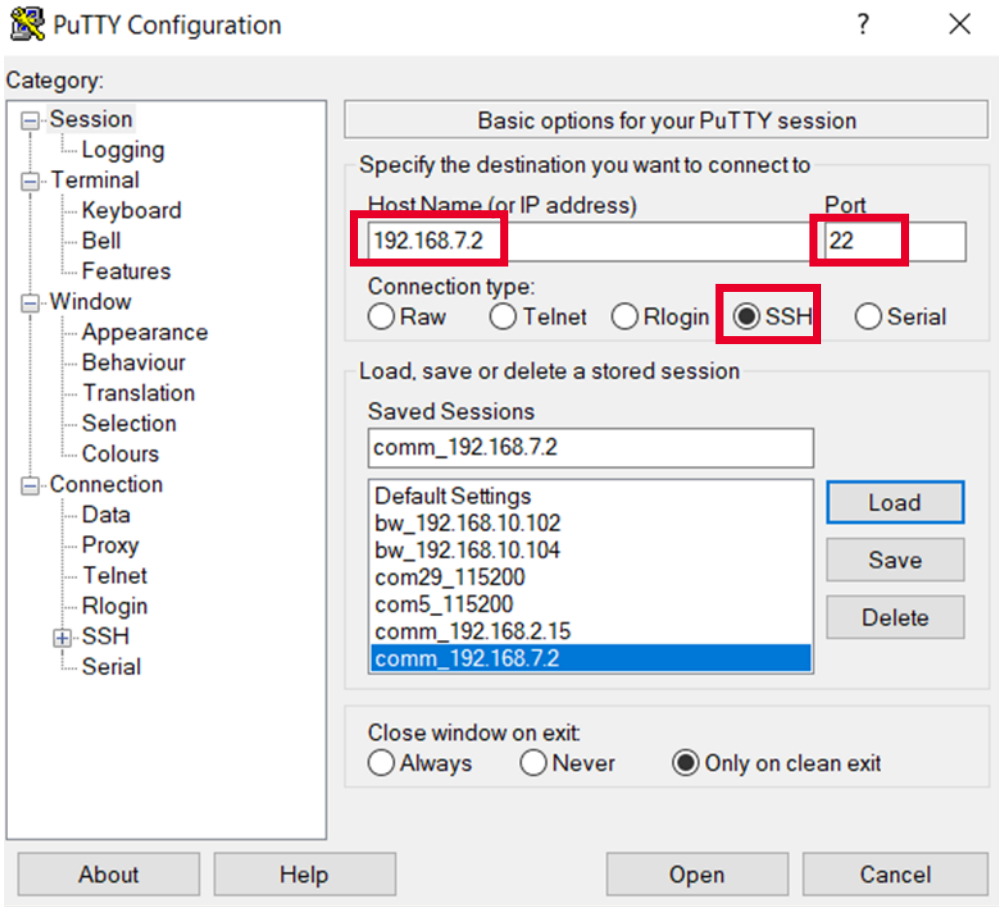 PuTTY Configuration
?
Category:
Session
Logging
Terminal
Keyboard
Bell
Features
Window
Appearance
Behaviour
Translation
Selection
Colours
Connection
Data
Proxy
Telnet
Rlogin
SSH
Serial
Basic options for your PuTTY session
Specify the destination you want to connect to
Host Name (or IP address) Port
192.168.7.2 22
Connection type:
Raw Telnet Rlogin SSH Serial
Load, save or delete a stored session
Saved Sessions
comm_192.168.7.2
Default Settings
bw_192.168.10.102
bw_192.168.10.104
com29_115200
com5_115200
comm_192.168.2.15
comm_192.168.7.2
Load
Save
Delete
Close window on exit:
Always Never Only on clean exit
About Help Open Cancel